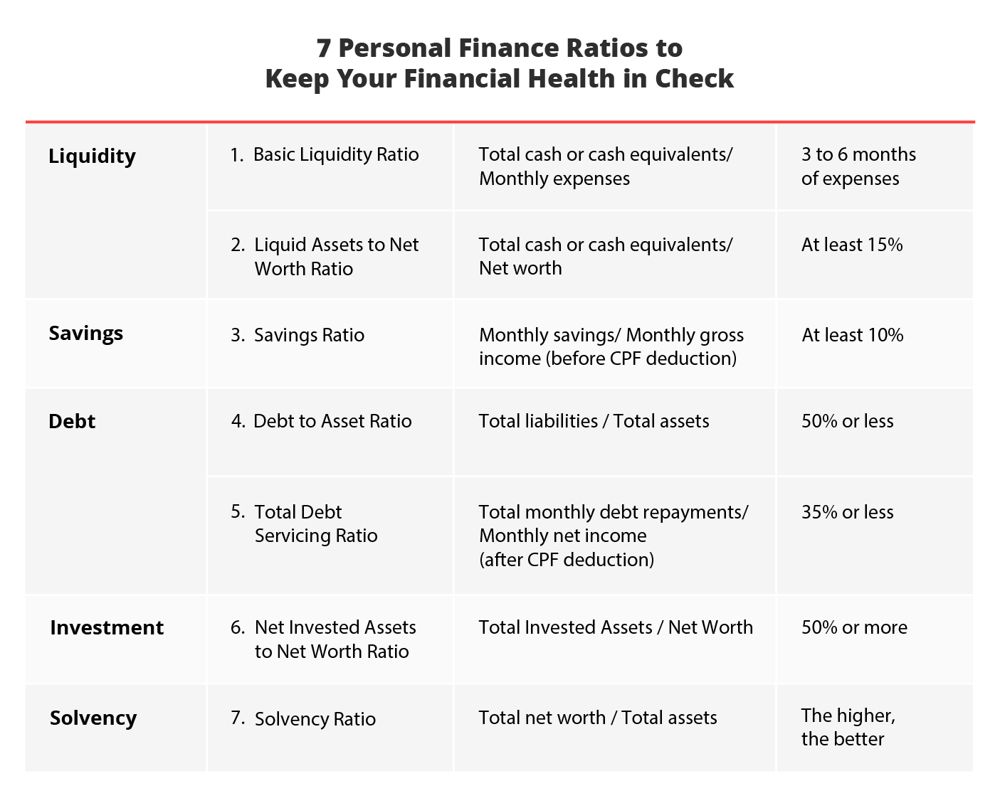 7 Personal Finance Ratios to
Keep Your Financial Health in Check
Liquidity
1. Basic Liquidity Ratio
Total cash or cash equivalents/
Monthly expenses
3 to 6 months
of expenses
2. Liquid Assets to Net
Worth Ratio
Total cash or cash equivalents/
Net worth
At least 15%
Savings
3. Savings Ratio
Monthly savings/ Monthly gross
income (before CPF deduction)
At least 10%
Debt
4. Debt to Asset Ratio
Total liabilities / Total assets
50% or less
5. Total Debt
Servicing Ratio
Total monthly debt repayments/
Monthly net income
(after CPF deduction)
35% or less
Investment
6. Net Invested Assets
to Net Worth Ratio
Total Invested Assets / Net Worth
50% or more
Solvency
7. Solvency Ratio
Total net worth / Total assets
The higher,
the better